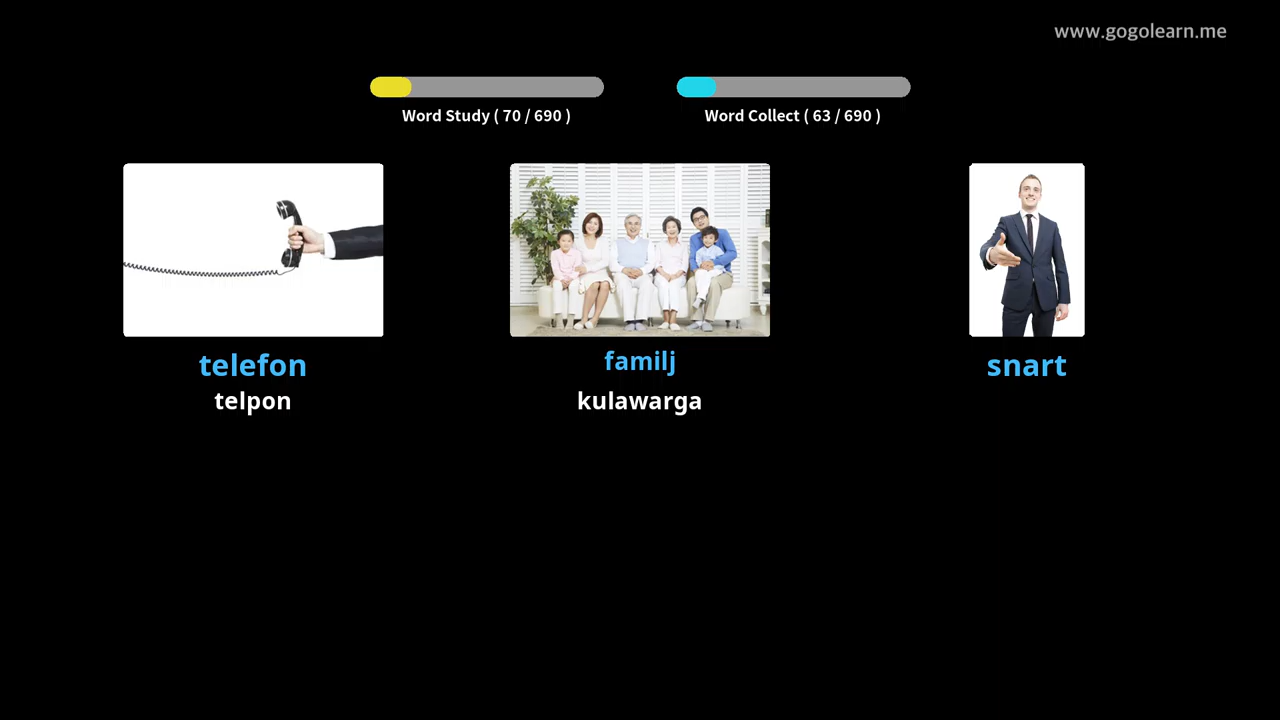 www.gogolearn.me
Word Study ( 70 / 690 )
Word Collect ( 63 / 690 )
telefon
telpon
familj
kulawarga
snart